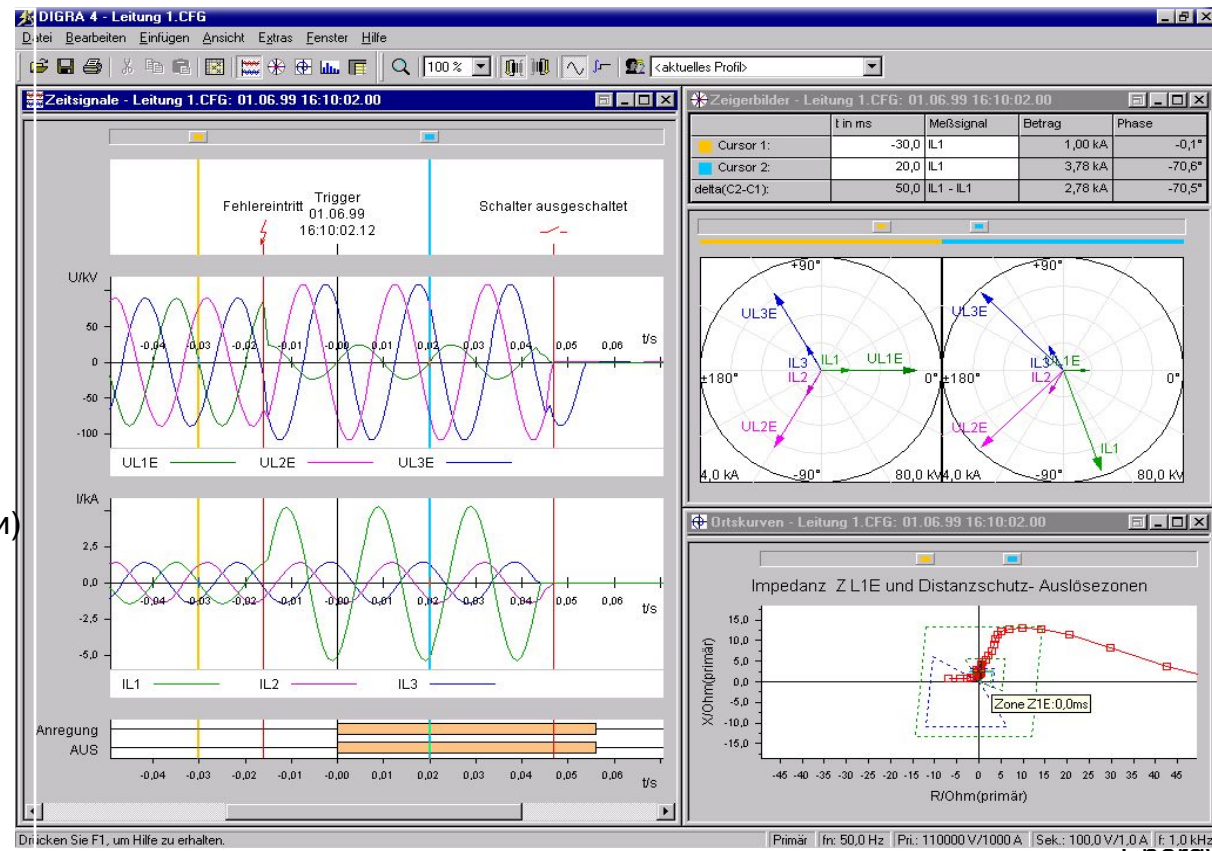 DIGRA 4 - Leitung 1.CFG
Datei Bearbeiten Einfügen Ansicht Extras Fenster Hilfe
100 %
<aktuelles Profil>
Zeitsignale - Leitung 1.CFG: 01.06.99 16:10:02.00
Fehlereintritt
Trigger
01.06.99
16:10:02.12
Schalter ausgeschaltet
U/kV
50
0
-50
-100
-0,04 -0,03 -0,02 -0,01 -0,00 0,01 0,02 0,03 0,04 0,05 0,06 t/s
UL1E UL2E UL3E
I/kA
2,5
0,0
-2,5
-5,0
-0,04 -0,03 -0,02 -0,01 -0,00 0,01 0,02 0,03 0,04 0,05 0,06 t/s
IL1 IL2 IL3
Anregung
AUS
-0,04 -0,03 -0,02 -0,01 -0,00 0,01 0,02 0,03 0,04 0,05 0,06 t/s
Zeigerbilder - Leitung 1.CFG: 01.06.99 16:10:02.00
t in ms Meßsignal Betrag Phase
Cursor 1: -30,0 IL1 1,00 kA -0,1°
Cursor 2: 20,0 IL1 3,78 kA -70,6°
delta(C2-C1): 50,0 IL1 - IL1 2,78 kA -70,5°
+90°
UL3E
IL3 IL1 UL1E
±180° IL2 0°
UL2E
4,0 kA -90° 80,0 kV
+90°
UL3E
IL3 UL1E
±180° IL2 0°
UL2E
IL1
4,0 kA -90° 80,0 kV
Ortskurven - Leitung 1.CFG: 01.06.99 16:10:02.00
Impedanz Z L1E und Distanzschutz- Auslösezonen
X/Ohm(primär)
15,0
10,0
5,0
0,0
-5,0
-10,0
-15,0
Zone Z1E:0,0ms
-45 -40 -35 -30 -25 -20 -15 -10 -5 0 5 10 15 20 25 30 35 40 45
R/Ohm(primär)
Drücken Sie F1, um Hilfe zu erhalten.
Primär fn: 50,0 Hz Pri.: 110000 V/1000 A Sek.: 100,0 V/1,0 A f: 1,0 kHz